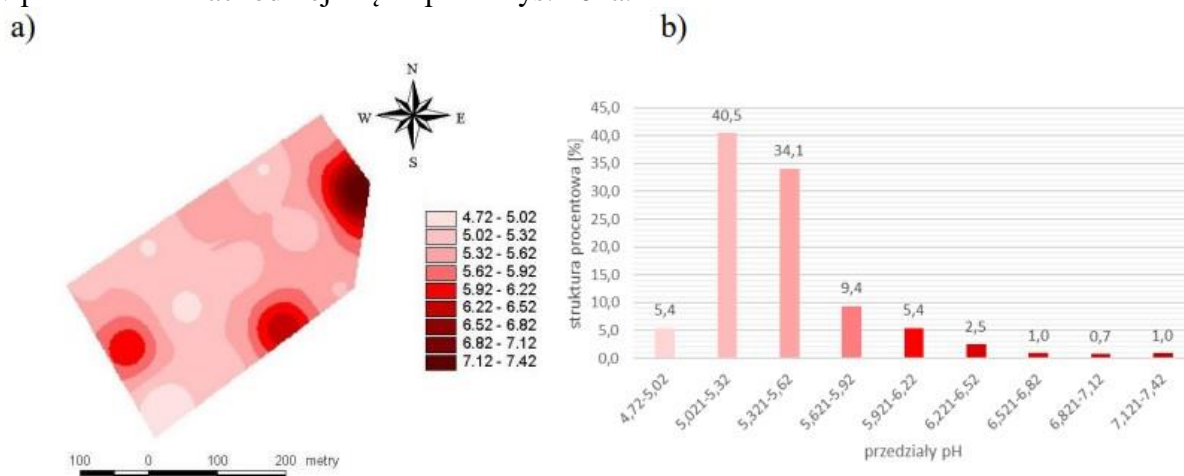 a)
b)
N
W E
S
4.72 - 5.02
5.02 - 5.32
5.32 - 5.62
5.62 - 5.92
5.92 - 6.22
6.22 - 6.52
6.52 - 6.82
6.82 - 7.12
7.12 - 7.42
100 0 100 200 metry
struktura procentowa [%]
45,0
40,0
35,0
30,0
25,0
20,0
15,0
10,0
5,0
0,0
5,4
40,5
34,1
9,4
5,4
2,5
1,0
0,7
1,0
4,72-5,02
5,021-5,32
5,321-5,62
5,621-5,92
5,921-6,22
6,221-6,52
6,521-6,82
6,821-7,12
7,121-7,42
przedziały pH